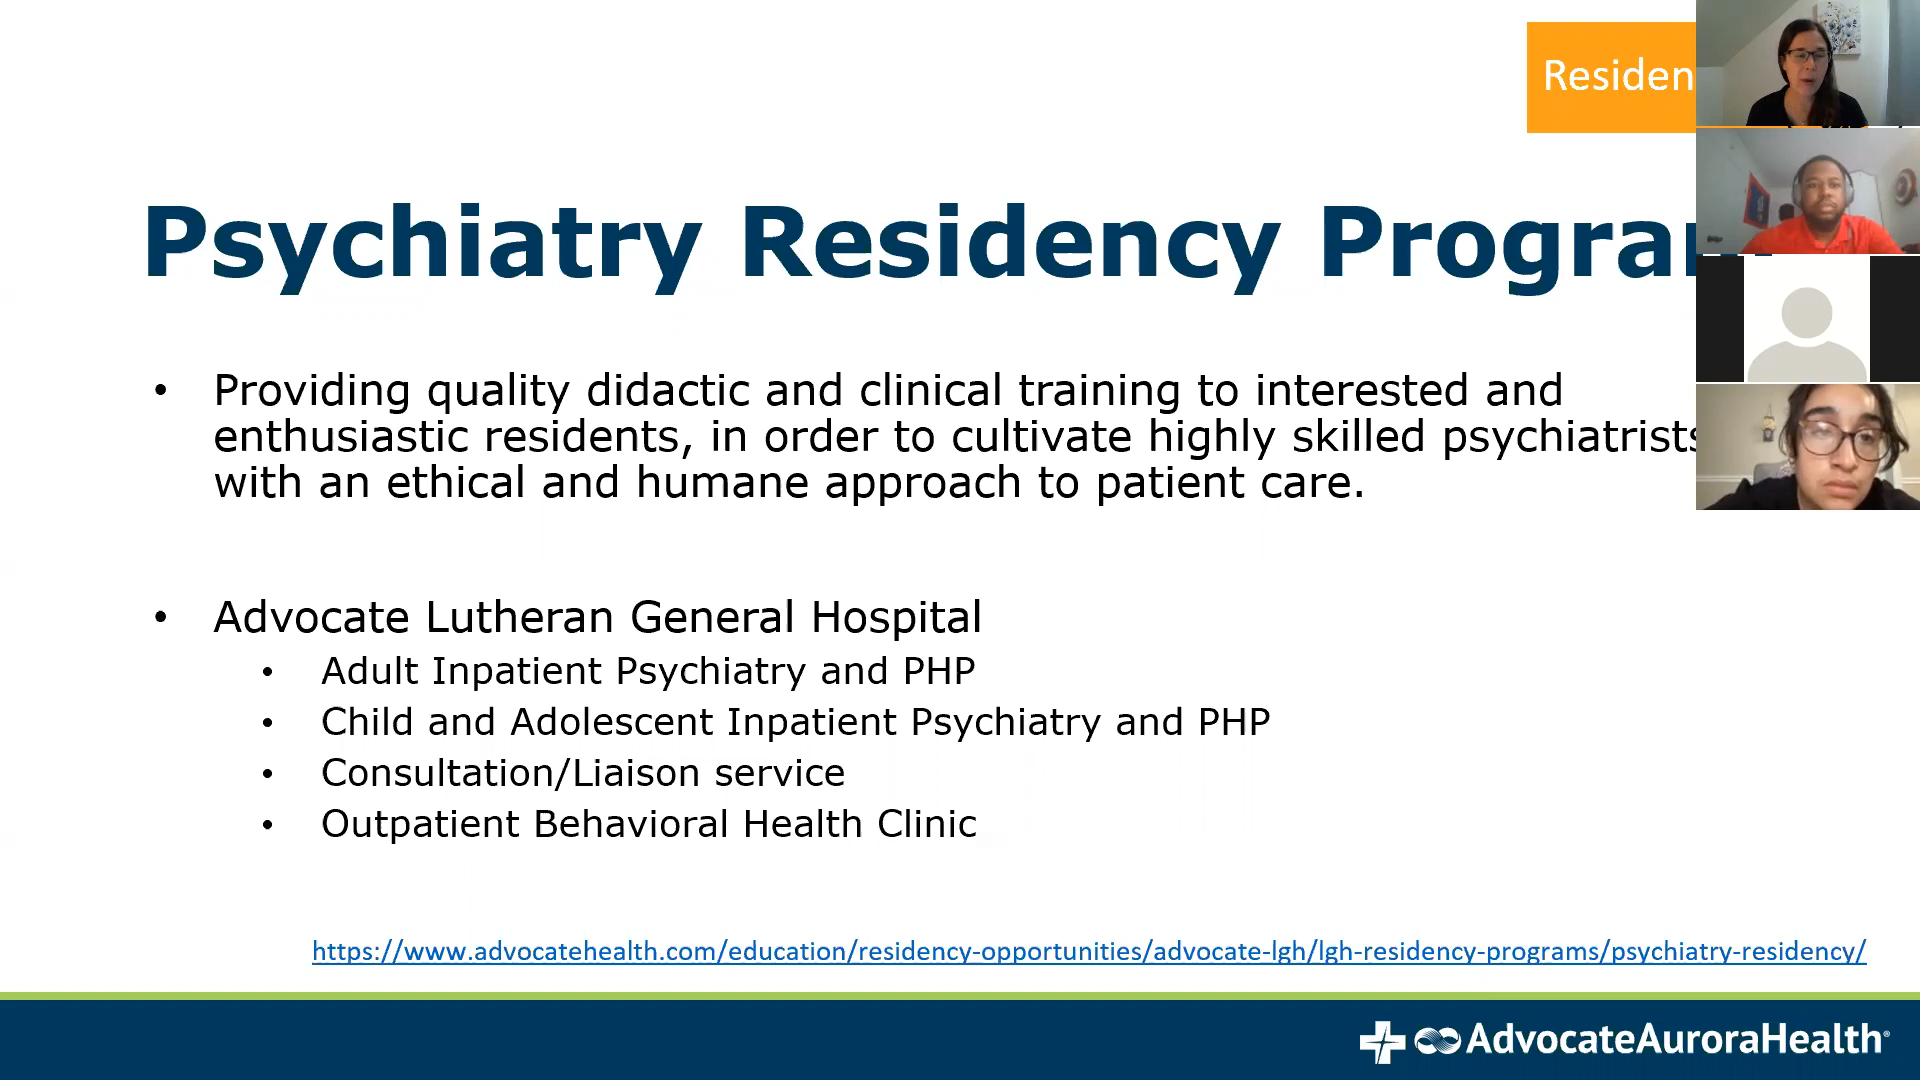 Residen
Psychiatry Residency Program
• Providing quality didactic and clinical training to interested and
enthusiastic residents, in order to cultivate highly skilled psychiatrists
with an ethical and humane approach to patient care.
• Advocate Lutheran General Hospital
• Adult Inpatient Psychiatry and PHP
• Child and Adolescent Inpatient Psychiatry and PHP
• Consultation/Liaison service
• Outpatient Behavioral Health Clinic
https://www.advocatehealth.com/education/residency-opportunities/advocate-lgh/lgh-residency-programs/psychiatry-residency/
AdvocateAuroraHealth®